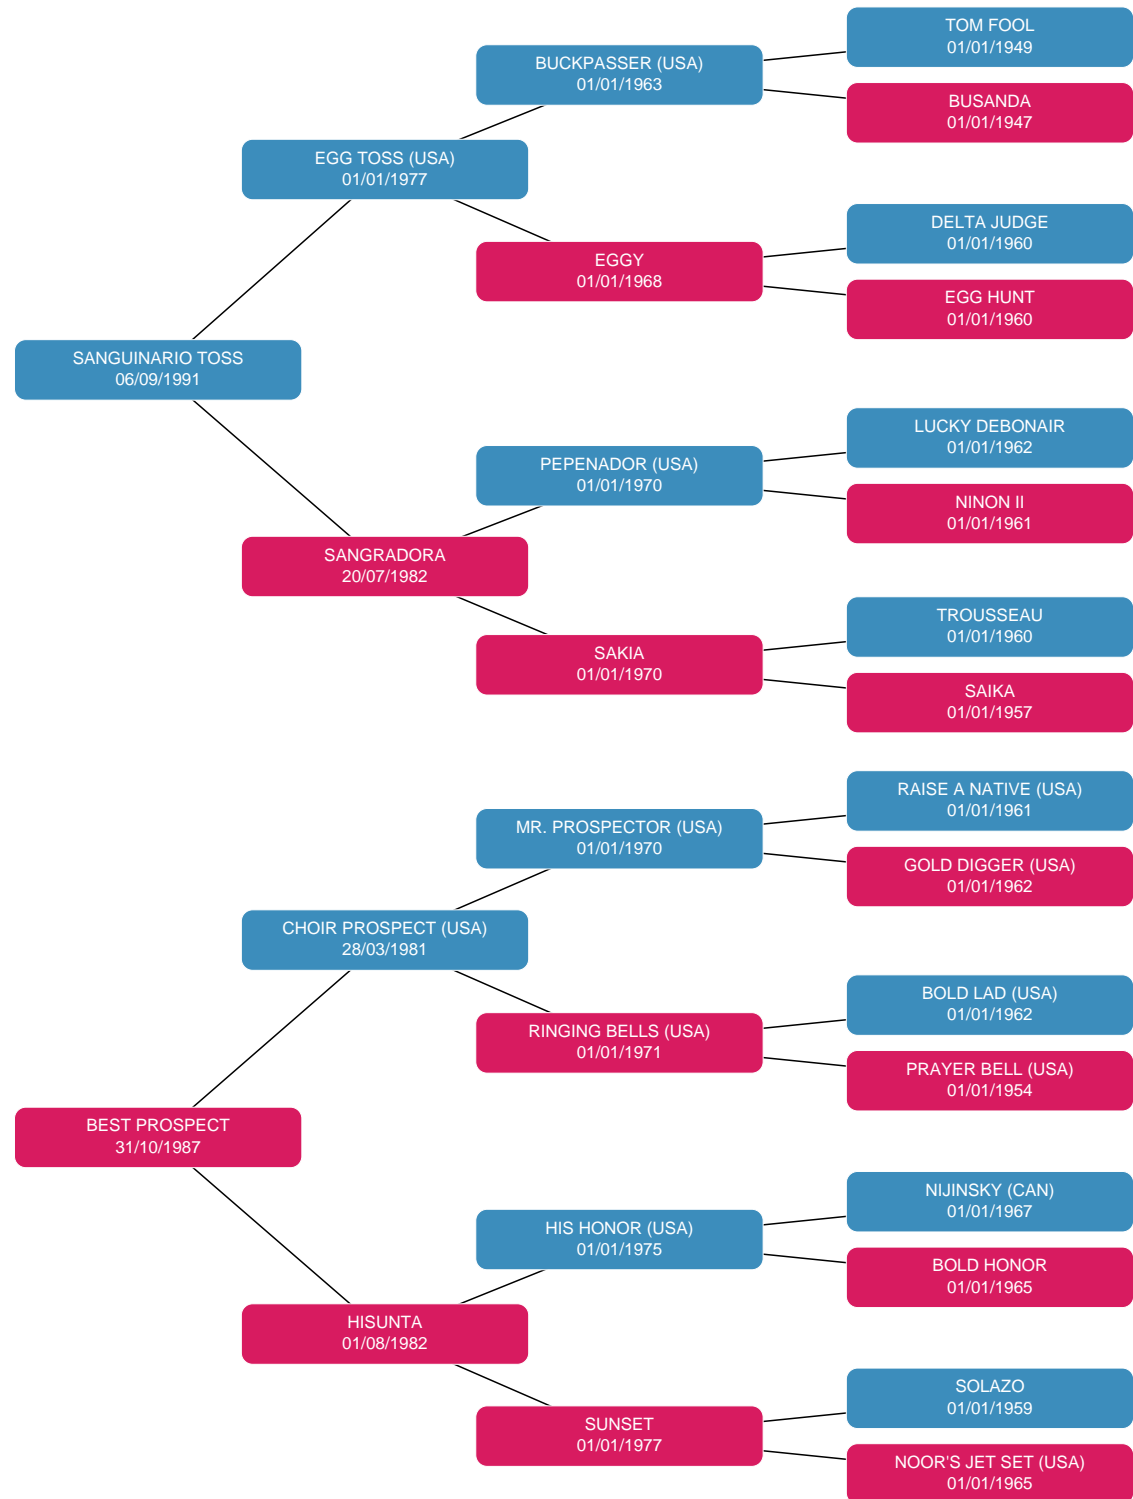 TOM FOOL
01/01/1949
BUCKPASSER (USA)
01/01/1963
BUSANDA
01/01/1947
EGG TOSS (USA)
01/01/1977
DELTA JUDGE
01/01/1960
EGGY
01/01/1968
EGG HUNT
01/01/1960
SANGUINARIO TOSS
06/09/1991
LUCKY DEBONAIR
01/01/1962
PEPENADOR (USA)
01/01/1970
NINON II
01/01/1961
SANGRADORA
20/07/1982
TROUSSEAU
01/01/1960
SAKIA
01/01/1970
SAIKA
01/01/1957
RAISE A NATIVE (USA)
01/01/1961
MR. PROSPECTOR (USA)
01/01/1970
GOLD DIGGER (USA)
01/01/1962
CHOIR PROSPECT (USA)
28/03/1981
BOLD LAD (USA)
01/01/1962
RINGING BELLS (USA)
01/01/1971
PRAYER BELL (USA)
01/01/1954
BEST PROSPECT
31/10/1987
NIJINSKY (CAN)
01/01/1967
HIS HONOR (USA)
01/01/1975
BOLD HONOR
01/01/1965
HISUNTA
01/08/1982
SOLAZO
01/01/1959
SUNSET
01/01/1977
NOOR'S JET SET (USA)
01/01/1965